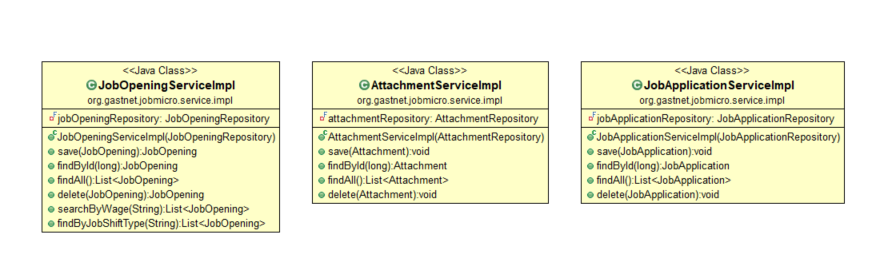 <<Java Class>>
JobOpeningServiceImpl
org.gastnet.jobmicro.service.impl
jobOpeningRepository: JobOpeningRepository
JobOpeningServiceImpl(JobOpeningRepository)
save(JobOpening):JobOpening
findById(long):JobOpening
findAll():List<JobOpening>
delete(JobOpening):JobOpening
searchByWage(String):List<JobOpening>
findByJobShiftType(String):List<JobOpening>
<<Java Class>>
AttachmentServiceImpl
org.gastnet.jobmicro.service.impl
attachmentRepository: AttachmentRepository
AttachmentServiceImpl(AttachmentRepository)
save(Attachment):void
findById(long):Attachment
findAll():List<Attachment>
delete(Attachment):void
<<Java Class>>
JobApplicationServiceImpl
org.gastnet.jobmicro.service.impl
jobApplicationRepository: JobApplicationRepository
JobApplicationServiceImpl(JobApplicationRepository)
save(JobApplication):void
findById(long):JobApplication
findAll():List<JobApplication>
delete(JobApplication):void